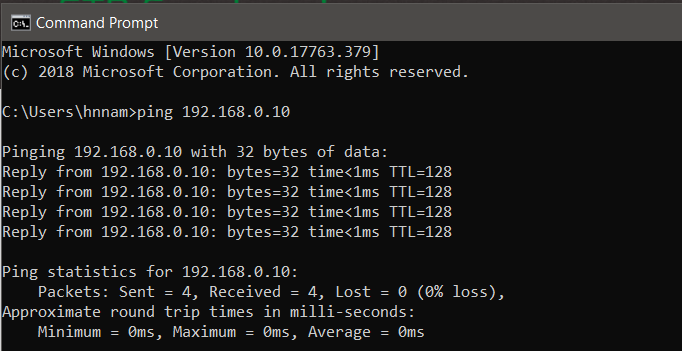 Command Prompt
Microsoft Windows [Version 10.0.17763.379]
(c) 2018 Microsoft Corporation. All rights reserved.
C:\Users\hnnam>ping 192.168.0.10
Pinging 192.168.0.10 with 32 bytes of data:
Reply from 192.168.0.10: bytes=32 time<1ms TTL=128
Reply from 192.168.0.10: bytes=32 time<1ms TTL=128
Reply from 192.168.0.10: bytes=32 time<1ms TTL=128
Reply from 192.168.0.10: bytes=32 time<1ms TTL=128
Ping statistics for 192.168.0.10:
    Packets: Sent = 4, Received = 4, Lost = 0 (0% loss),
Approximate round trip times in milli-seconds:
    Minimum = 0ms, Maximum = 0ms, Average = 0ms